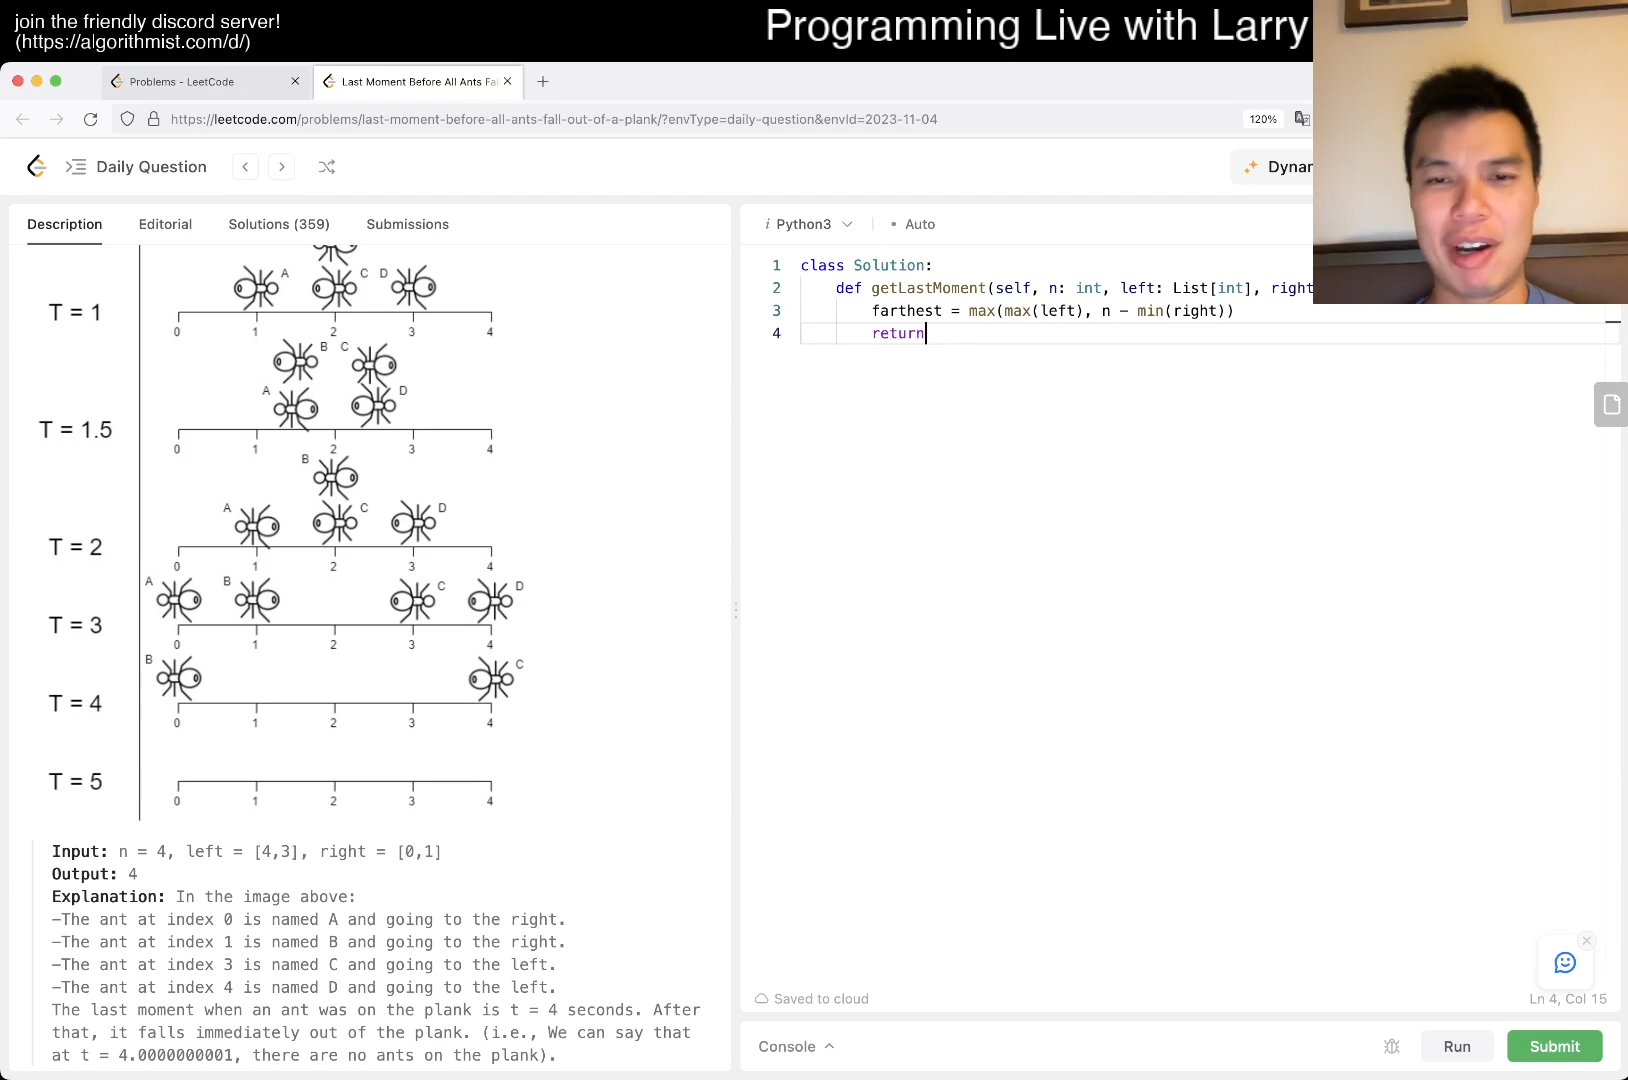 join the friendly discord server!
(https://algorithmist.com/d/)
Programming Live with Larry
Problems - LeetCode
Last Moment Before All Ants Fa
https://leetcode.com/problems/last-moment-before-all-ants-fall-out-of-a-plank/?envType=daily-question&envId=2023-11-04
120%
Daily Question
Dynar
Description
Editorial
Solutions (359)
Submissions
i Python3
• Auto
1 class Solution:
2 def getLastMoment(self, n: int, left: List[int], right
3 farthest = max(max(left), n - min(right))
4 return
A C D
T = 1
0 1 2 3 4
B C
A D
T = 1.5
0 1 2 3 4
B
A C D
T = 2
0 1 2 3 4
A B C D
T = 3
0 1 2 3 4
B C
T = 4
0 1 2 3 4
T = 5
0 1 2 3 4
Input: n = 4, left = [4,3], right = [0,1]
Output: 4
Explanation: In the image above:
-The ant at index 0 is named A and going to the right.
-The ant at index 1 is named B and going to the right.
-The ant at index 3 is named C and going to the left.
-The ant at index 4 is named D and going to the left.
The last moment when an ant was on the plank is t = 4 seconds. After
that, it falls immediately out of the plank. (i.e., We can say that
at t = 4.0000000001, there are no ants on the plank).
Saved to cloud
Ln 4, Col 15
Console
Run
Submit